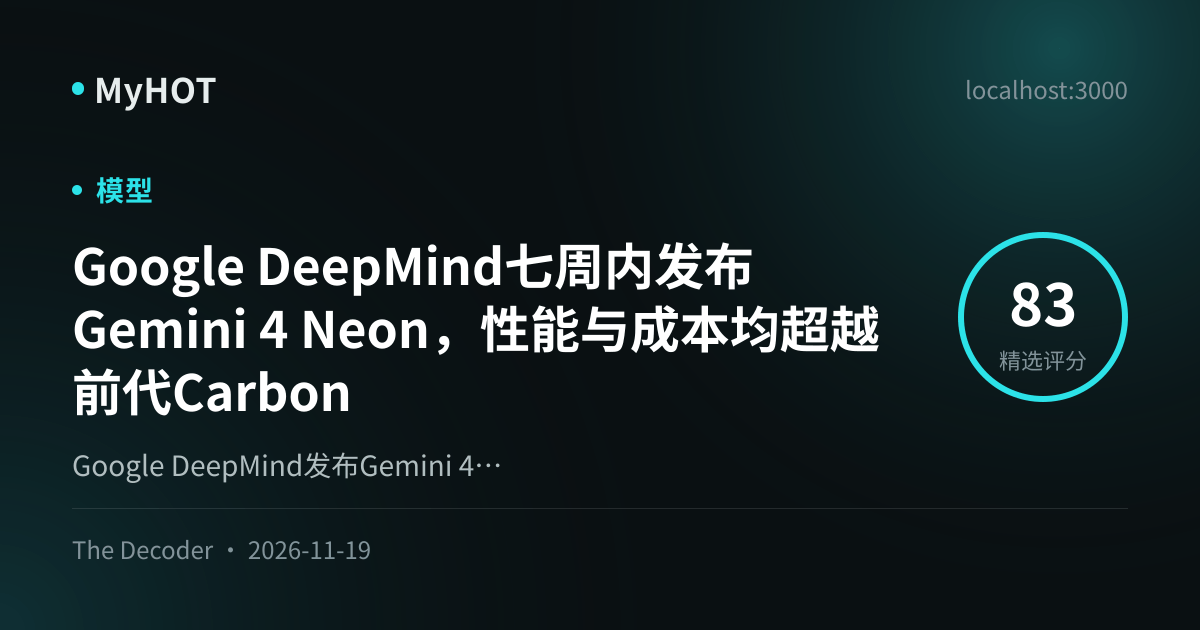 MyHOT
localhost:3000
模型
Google DeepMind七周内发布
Gemini 4 Neon，性能与成本均超越
前代Carbon
83
精选评分
Google DeepMind发布Gemini 4…
The Decoder · 2026-11-19